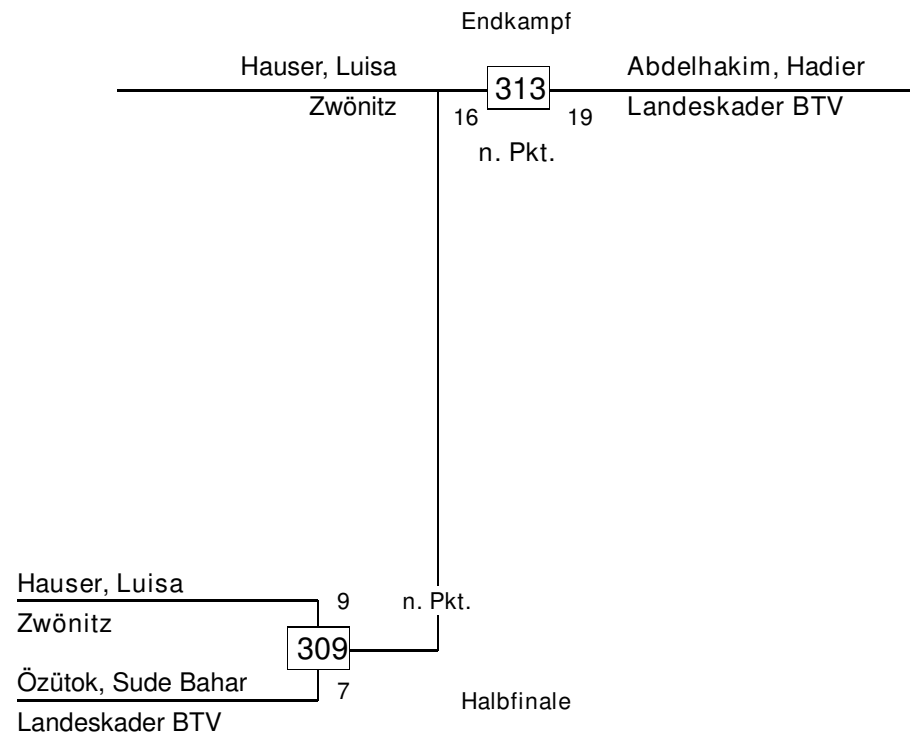 Endkampf
Hauser, Luisa
313
Abdelhakim, Hadier
Zwönitz
16
19
Landeskader BTV
n. Pkt.
Hauser, Luisa
9
n. Pkt.
Zwönitz
309
Özütok, Sude Bahar
7
Halbfinale
Landeskader BTV